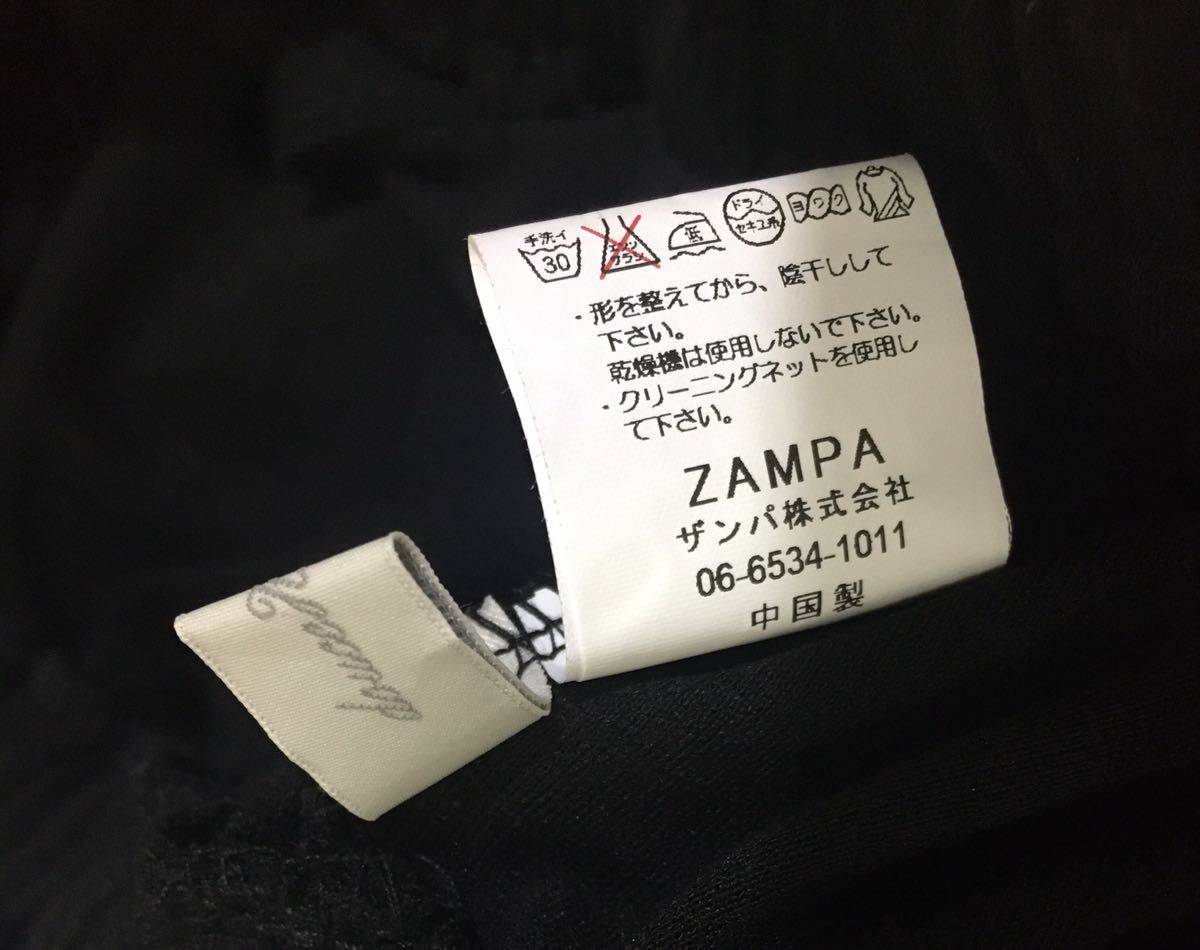 手洗イ 30 エンソ サラシ 低 ドライ セキユ系 ヨワク
・形を整えてから、陰干しして
下さい。
乾燥機は使用しないで下さい。
・クリーニングネットを使用し
て下さい。
ZAMPA
ザンパ株式会社
06-6534-1011
中国製